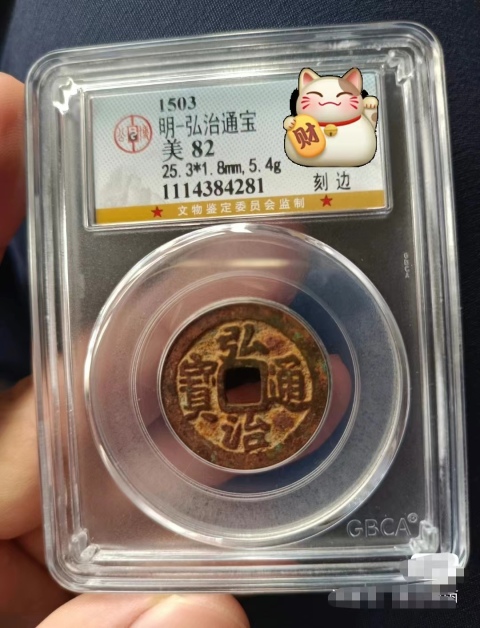 1503
明-弘治通宝
美 82
25.3*1.8mm,5.4g
1114384281
刻边
★ 文物鉴定委员会监制 ★
财
GBCA
弘
寶 通
治
GBCA®